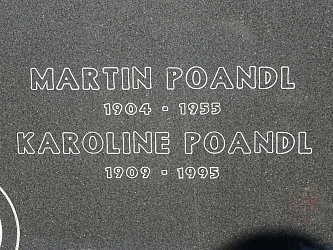 MARTIN POANDL
1904 · 1955
KAROLINE POANDL
1909 · 1995